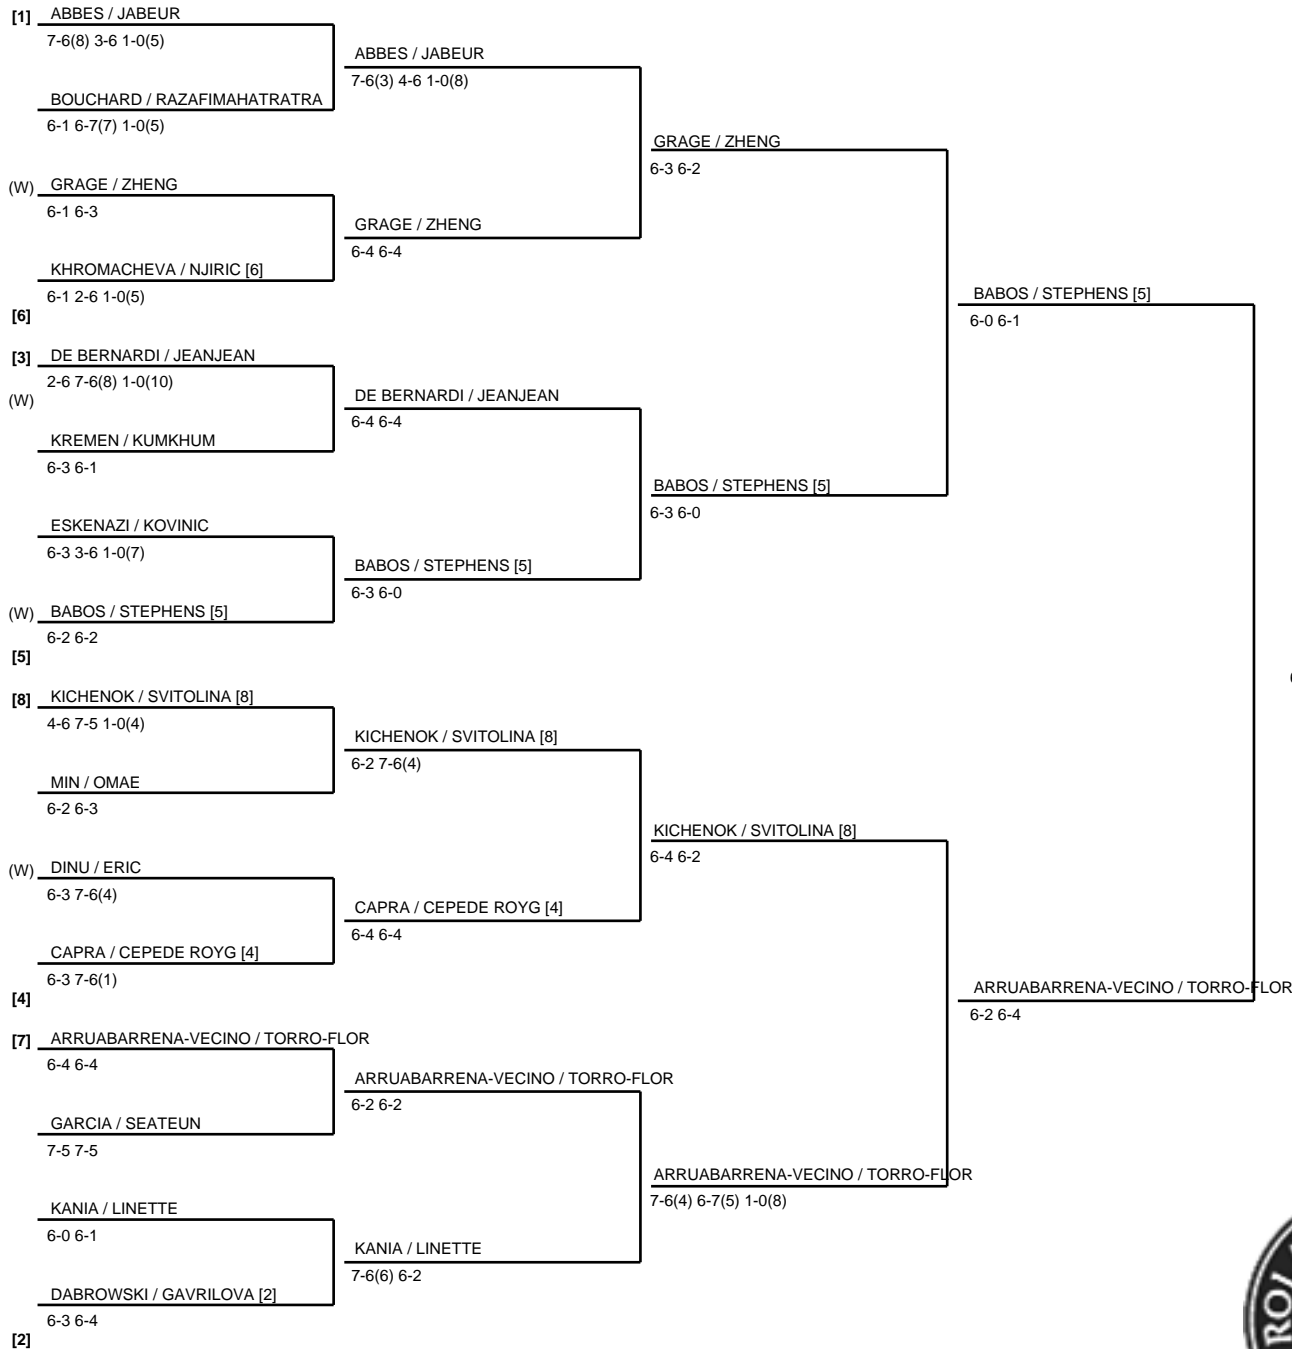 [1] ABBES / JABEUR
7-6(8) 3-6 1-0(5)
ABBES / JABEUR
7-6(3) 4-6 1-0(8)
BOUCHARD / RAZAFIMAHATRATRA
6-1 6-7(7) 1-0(5)
GRAGE / ZHENG
6-3 6-2
(W) GRAGE / ZHENG
6-1 6-3
GRAGE / ZHENG
6-4 6-4
KHROMACHEVA / NJIRIC [6]
6-1 2-6 1-0(5)
[6]
BABOS / STEPHENS [5]
6-0 6-1
[3] DE BERNARDI / JEANJEAN
2-6 7-6(8) 1-0(10)
(W)
DE BERNARDI / JEANJEAN
6-4 6-4
KREMEN / KUMKHUM
6-3 6-1
BABOS / STEPHENS [5]
6-3 6-0
ESKENAZI / KOVINIC
6-3 3-6 1-0(7)
BABOS / STEPHENS [5]
6-3 6-0
(W) BABOS / STEPHENS [5]
6-2 6-2
[5]
[8] KICHENOK / SVITOLINA [8]
4-6 7-5 1-0(4)
KICHENOK / SVITOLINA [8]
6-2 7-6(4)
MIN / OMAE
6-2 6-3
KICHENOK / SVITOLINA [8]
6-4 6-2
(W) DINU / ERIC
6-3 7-6(4)
CAPRA / CEPEDE ROYG [4]
6-4 6-4
CAPRA / CEPEDE ROYG [4]
6-3 7-6(1)
[4]
ARRUABARRENA-VECINO / TORRO-FLOR
6-2 6-4
[7] ARRUABARRENA-VECINO / TORRO-FLOR
6-4 6-4
ARRUABARRENA-VECINO / TORRO-FLOR
6-2 6-2
GARCIA / SEATEUN
7-5 7-5
ARRUABARRENA-VECINO / TORRO-FLOR
7-6(4) 6-7(5) 1-0(8)
KANIA / LINETTE
6-0 6-1
KANIA / LINETTE
7-6(6) 6-2
DABROWSKI / GAVRILOVA [2]
6-3 6-4
[2]